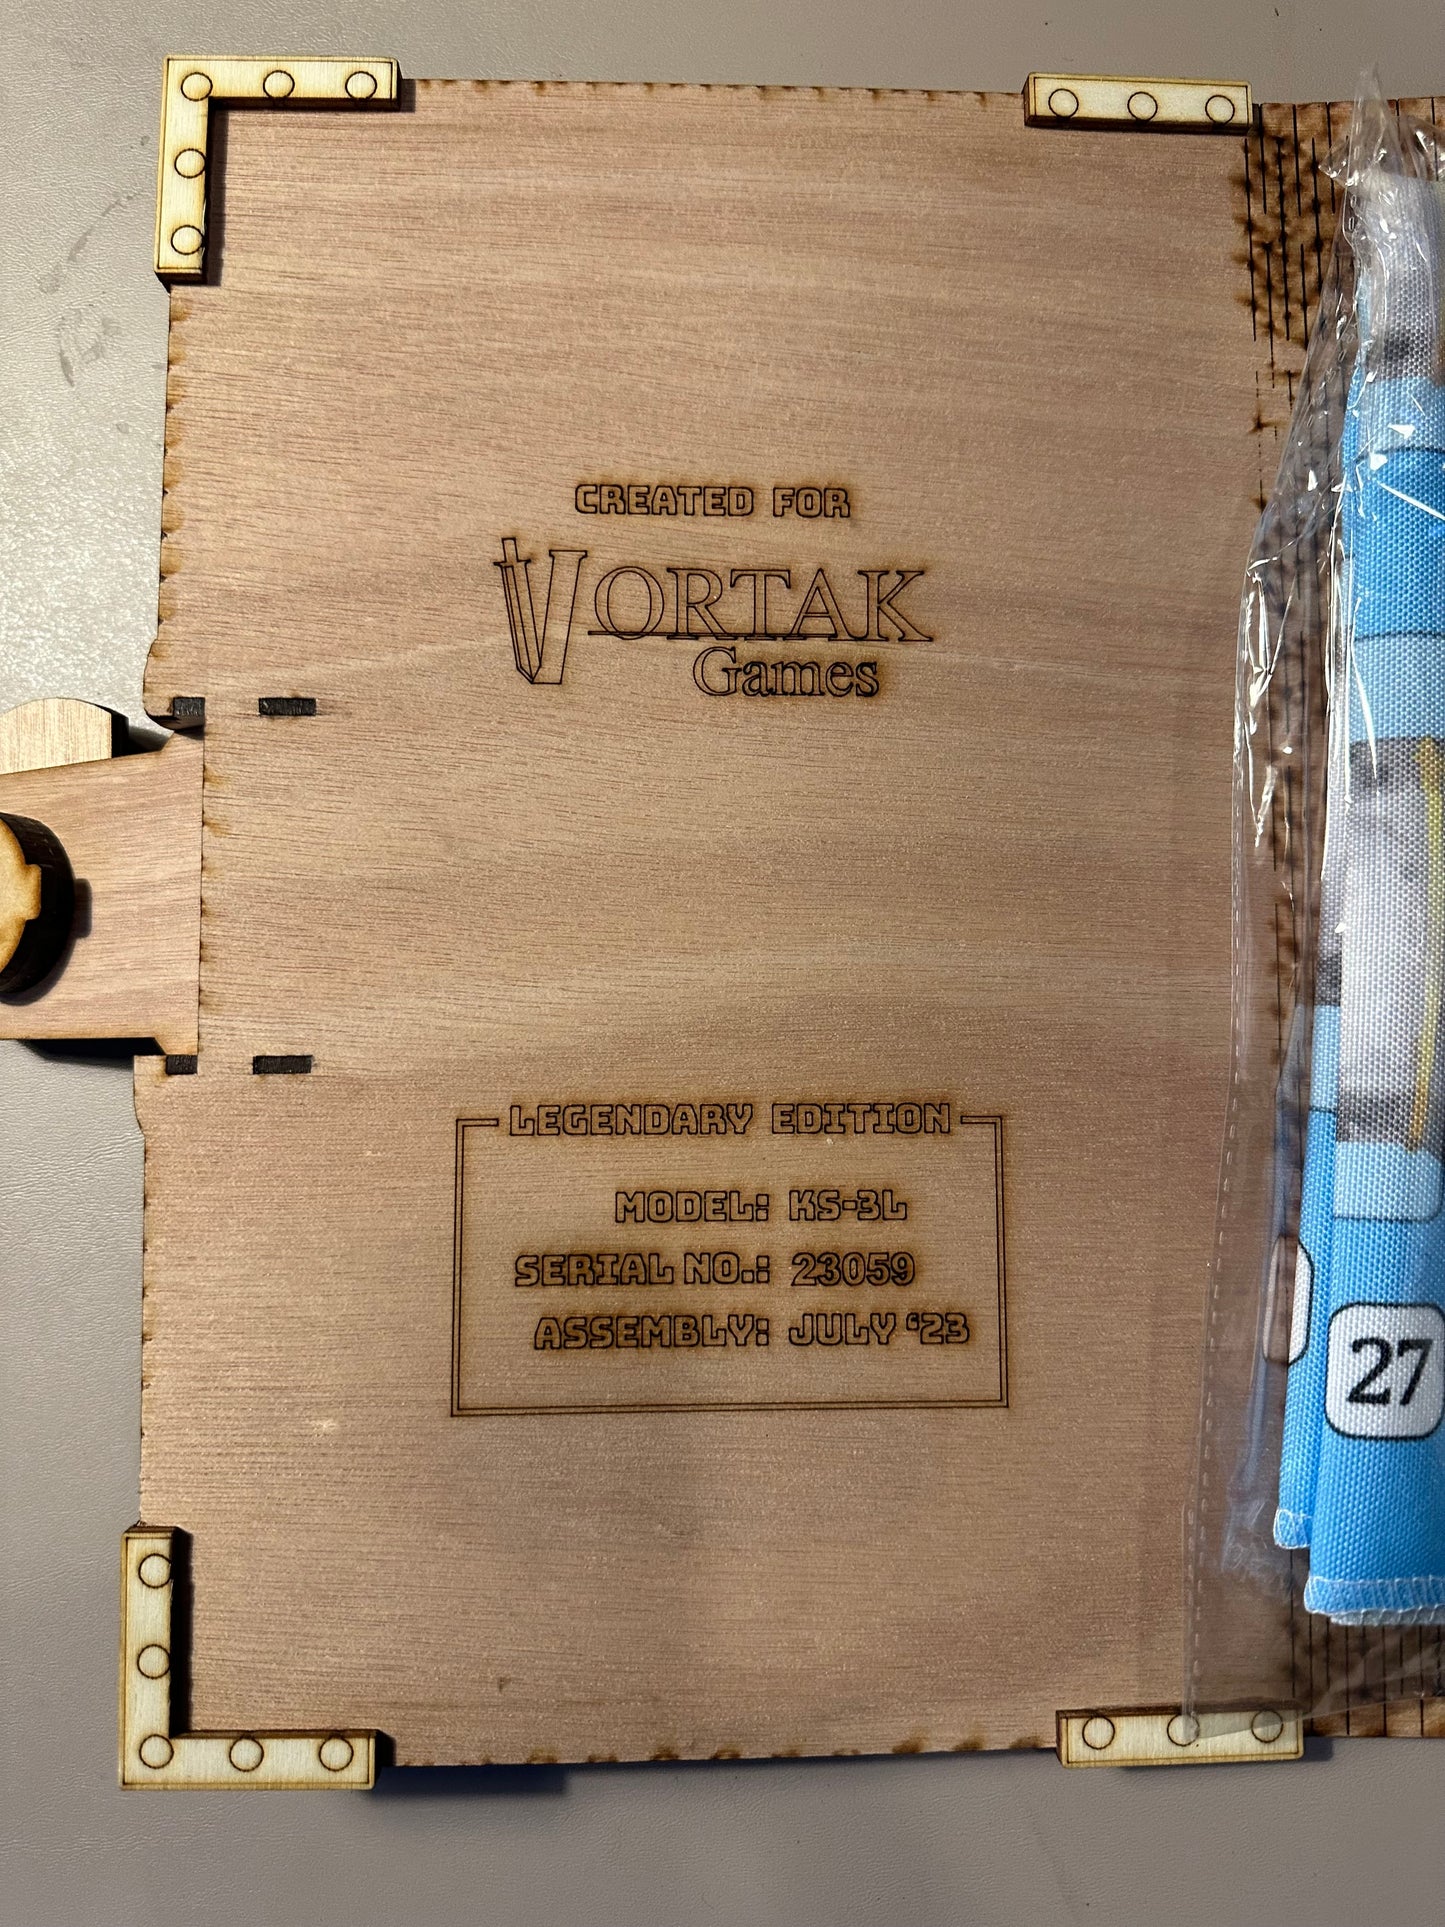 CREATED FOR
VORTAK
Games
LEGENDARY EDITION
MODEL: KS-3L
SERIAL NO.: 23059
ASSEMBLY: JULY ‘23
27